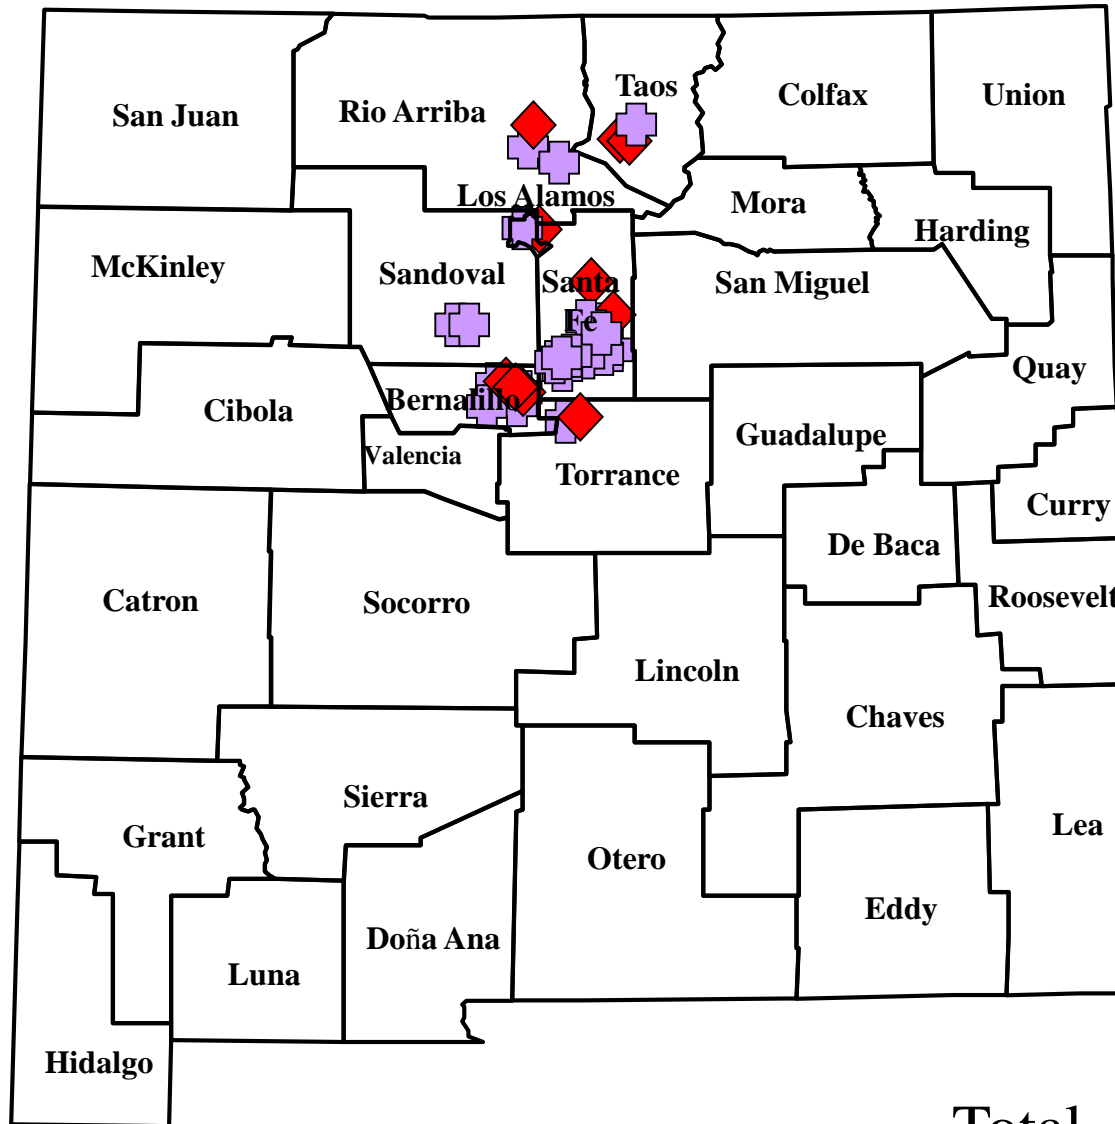 Taos
Colfax
Union
San Juan
Rio Arriba
Los Alamos
Mora
Harding
McKinley
Sandoval
Santa
Fe
San Miguel
Quay
Cibola
Bernalillo
Guadalupe
Valencia
Torrance
Curry
De Baca
Catron
Socorro
Roosevelt
Lincoln
Chaves
Sierra
Grant
Lea
Otero
Eddy
Doña Ana
Luna
Hidalgo
Total